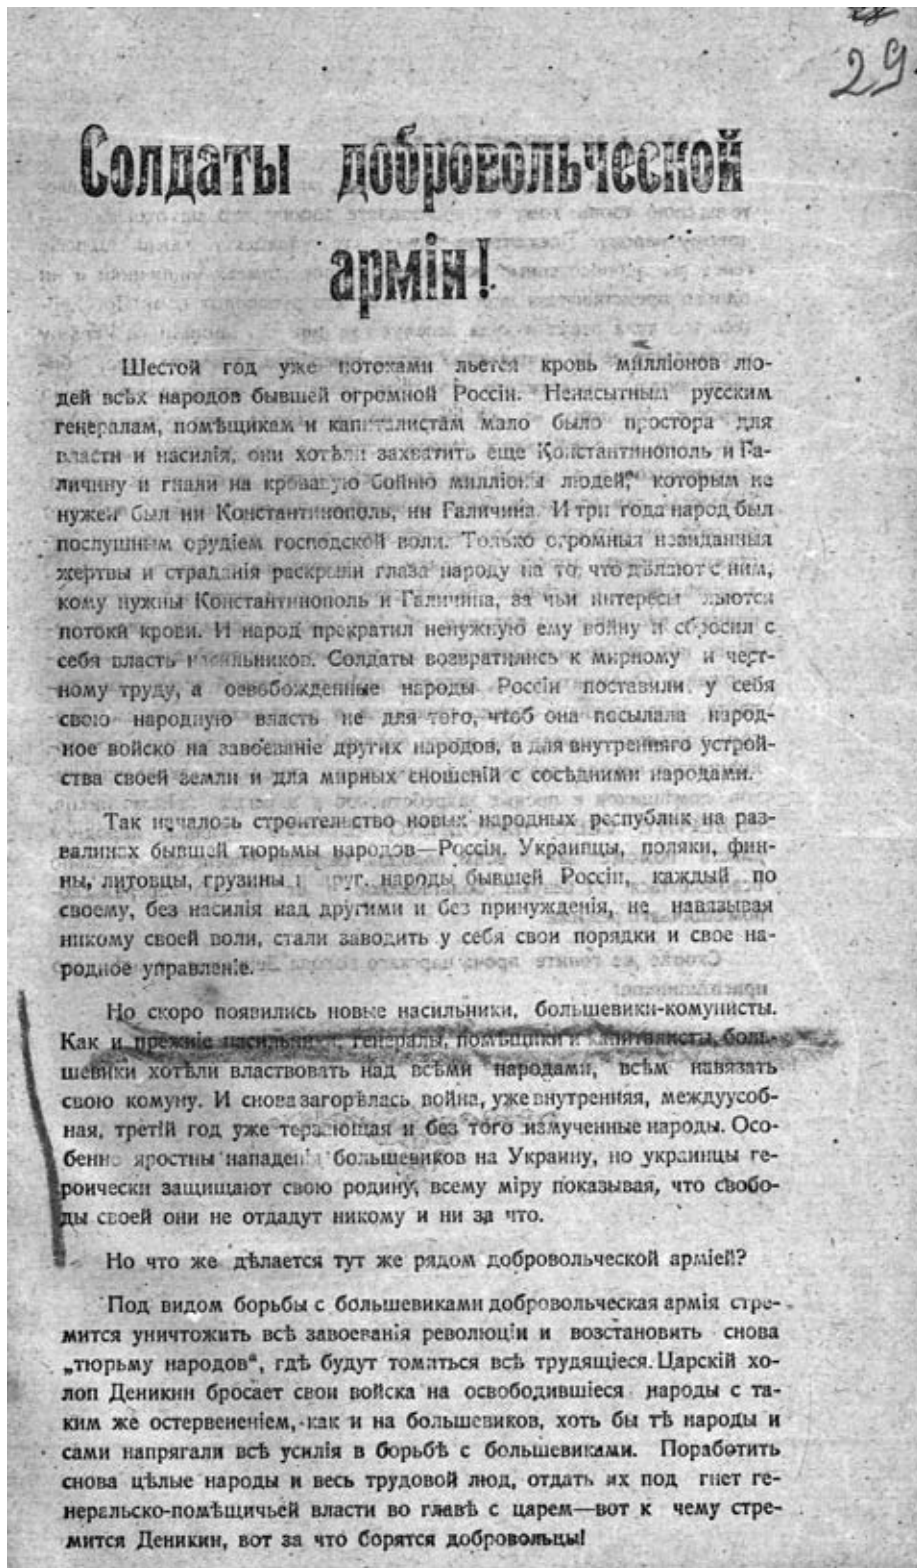 29
Солдаты добровольческой
арміи!
Шестой год уже потоками льется кровь милліонов лю-
дей всѣх народов бывшей огромной Россіи. Ненасытным русским
генералам, помѣщикам и капиталистам мало было простора для
власти и насилія, они хотѣли захватить еще Константинополь и Га-
личину и гнали на кровавую бойню милліоны людей, которым не
нужен был ни Константинополь, ни Галичина. И три года народ был
послушным орудіем господской воли. Только огромныя невиданныя
жертвы и страданія раскрыли глаза народу на то, что дѣлают с ним,
кому нужны Константинополь и Галичина, за чьи интересы льются
потоки крови. И народ прекратил ненужную ему войну и сбросил с
себя власть насильников. Солдаты возвратились к мирному и чест-
ному труду, а освобожденные народы Россіи поставили у себя
свою народную власть не для того, чтоб она посылала народ-
ное войско на завоеваніе других народов, а для внутренняго устрой-
ства своей земли и для мирных сношеній с сосѣдними народами.
Так началось строительство новых народных республик на раз-
валинах бывшей тюрьмы народов—Россіи. Украинцы, поляки, фин-
ны, литовцы, грузины и друг. народы бывшей Россіи, каждый по
своему, без насилія над другими и без принужденія, не навязывая
никому своей воли, стали заводить у себя свои порядки и свое на-
родное управленіе.
Но скоро появились новые насильники, большевики-комунисты.
Как и прежніе насильники, генералы, помѣщики и капиталисты, боль-
шевики хотѣли властвовать над всѣми народами, всѣм навязать
свою комуну. И снова загорѣлась война, уже внутренняя, междуусоб-
ная, третій год уже терзающая и без того измученные народы. Осо-
бенно яростны нападенія большевиков на Украину, но украинцы ге-
роически защищают свою родину, всему міру показывая, что свобо-
ды своей они не отдадут никому и ни за что.
Но что же дѣлается тут же рядом добровольческой арміей?
Под видом борьбы с большевиками добровольческая армія стре-
мится уничтожить всѣ завоеванія революціи и возстановить снова
„тюрьму народов“, гдѣ будут томиться всѣ трудящіеся. Царскій хо-
лоп Деникин бросает свои войска на освободившіеся народы с та-
ким же остервененіем, как и на большевиков, хоть бы тѣ народы и
сами напрягали всѣ усилія в борьбѣ с большевиками. Поработить
снова цѣлые народы и весь трудовой люд, отдать их под гнет ге-
неральско-помѣщичьей власти во главѣ с царем—вот к чему стре-
мится Деникин, вот за что борятся добровольцы!